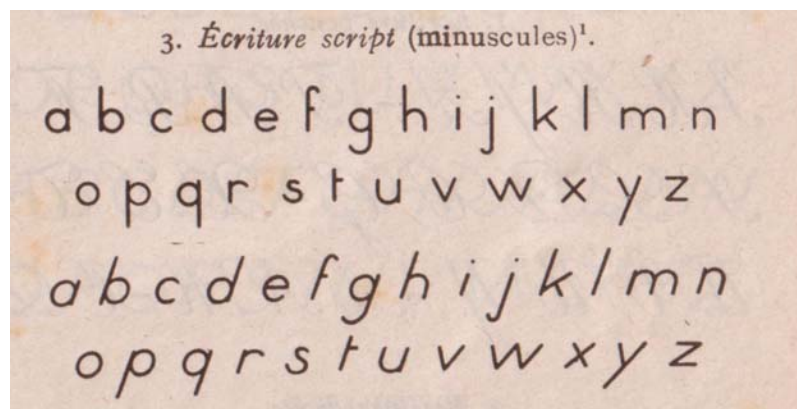 3. Écriture script (minuscules)¹.
a b c d e f g h i j k l m n
o p q r s t u v w x y z
a b c d e f g h i j k l m n
o p q r s t u v w x y z